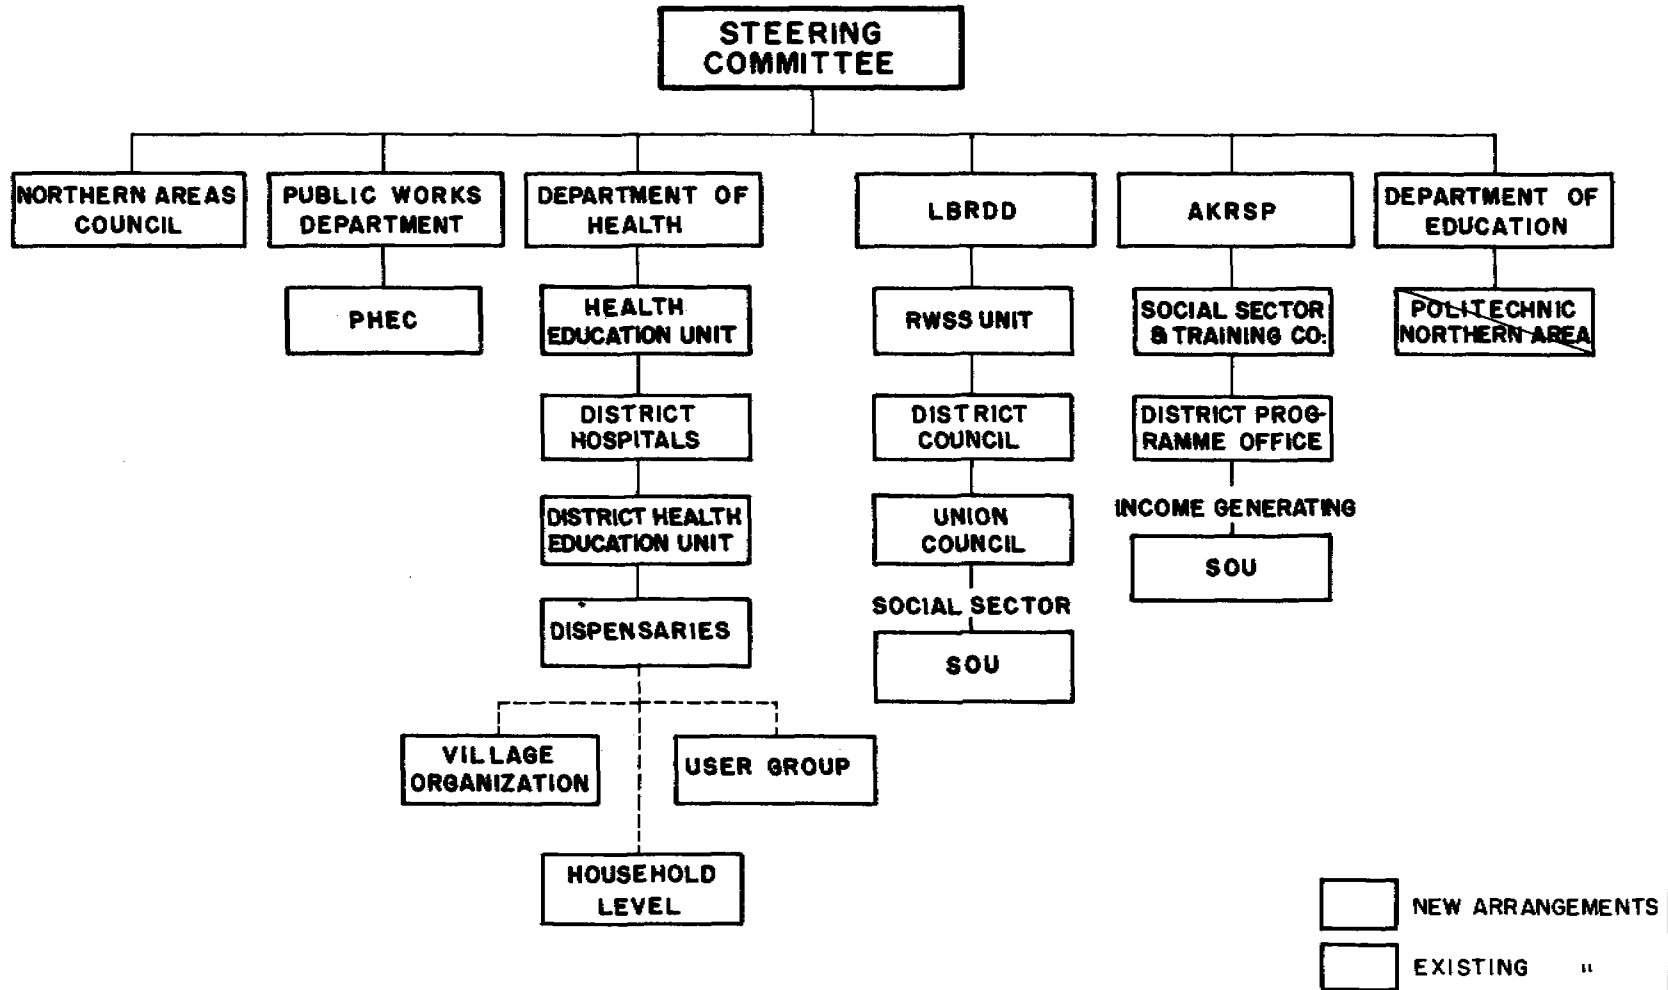 STEERING
COMMITTEE
NORTHERN AREAS
COUNCIL
PUBLIC WORKS
DEPARTMENT
DEPARTMENT OF
HEALTH
LBRDD
AKRSP
DEPARTMENT OF
EDUCATION
PHEC
HEALTH
EDUCATION UNIT
RWSS UNIT
SOCIAL SECTOR
& TRAINING CO:
POLITECHNIC
NORTHERN AREA
DISTRICT
HOSPITALS
DISTRICT
COUNCIL
DISTRICT PROG-
RAMME OFFICE
DISTRICT HEALTH
EDUCATION UNIT
UNION
COUNCIL
INCOME GENERATING
SOU
DISPENSARIES
SOCIAL SECTOR
SOU
VILLAGE
ORGANIZATION
USER GROUP
HOUSEHOLD
LEVEL
NEW ARRANGEMENTS
EXISTING "